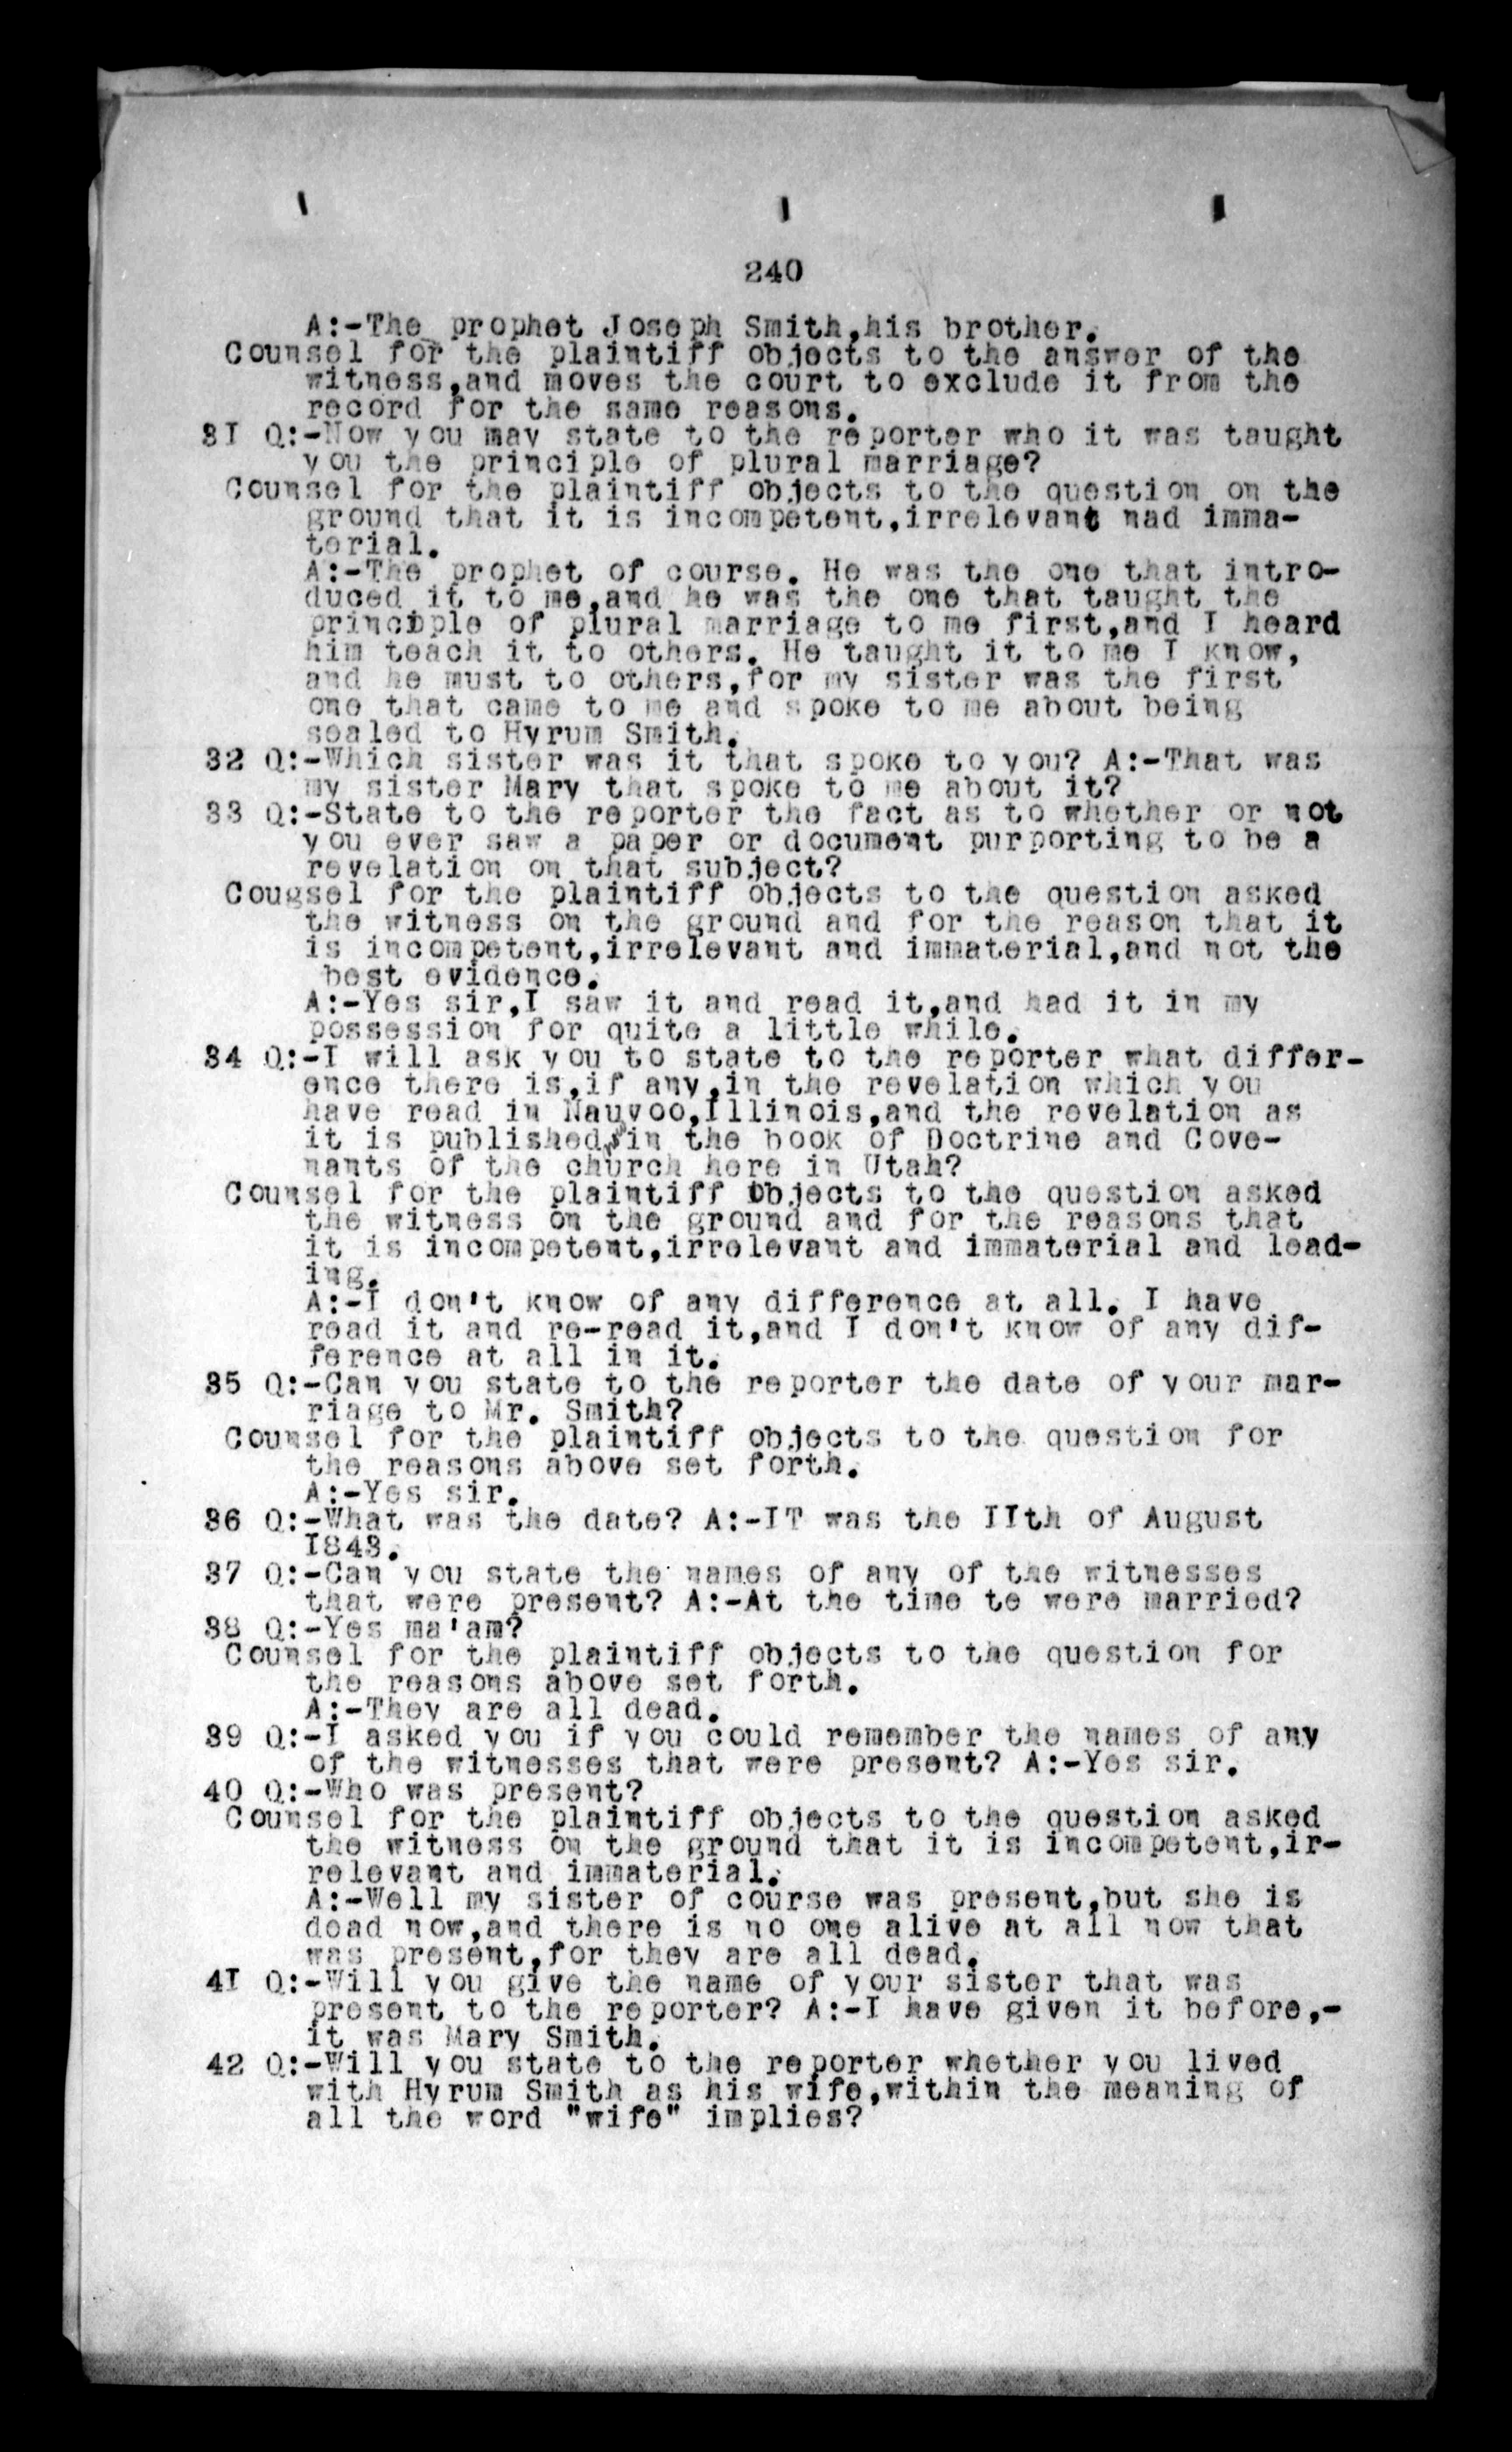 240
A:-The prophet Joseph Smith,his brother.
Counsel for the plaintiff objects to the answer of the
witness,and moves the court to exclude it from the
record for the same reasons.
31 Q:-Now you may state to the reporter who it was taught
you the principle of plural marriage?
Counsel for the plaintiff objects to the question on the
ground that it is incompetent,irrelevant nad imma-
terial.
A:-The prophet of course. He was the one that intro-
duced it to me,and he was the one that taught the
principle of plural marriage to me first,and I heard
him teach it to others. He taught it to me I know,
and he must to others,for my sister was the first
one that came to me and spoke to me about being
sealed to Hyrum Smith.
32 Q:-Which sister was it that spoke to you? A:-That was
my sister Mary that spoke to me about it?
33 Q:-State to the reporter the fact as to whether or not
you ever saw a paper or document purporting to be a
revelation on that subject?
Cougsel for the plaintiff objects to the question asked
the witness on the ground and for the reason that it
is incompetent,irrelevant and immaterial,and not the
best evidence.
A:-Yes sir,I saw it and read it,and had it in my
possession for quite a little while.
34 Q:-I will ask you to state to the reporter what differ-
ence there is,if any,in the revelation which you
have read in Nauvoo,Illinois,and the revelation as
it is published in the book of Doctrine and Cove-
nants of the church here in Utah?
Counsel for the plaintiff objects to the question asked
the witness on the ground and for the reasons that
it is incompetent,irrelevant and immaterial and lead-
ing.
A:-I don't know of any difference at all. I have
read it and re-read it,and I don't know of any dif-
ference at all in it.
35 Q:-Can you state to the reporter the date of your mar-
riage to Mr. Smith?
Counsel for the plaintiff objects to the question for
the reasons above set forth.
A:-Yes sir.
36 Q:-What was the date? A:-IT was the IIth of August
I843.
37 Q:-Can you state the names of any of the witnesses
that were present? A:-At the time te were married?
38 Q:-Yes ma'am?
Counsel for the plaintiff objects to the question for
the reasons above set forth.
A:-They are all dead.
39 Q:-I asked you if you could remember the names of any
of the witnesses that were present? A:-Yes sir.
40 Q:-Who was present?
Counsel for the plaintiff objects to the question asked
the witness on the ground that it is incompetent,ir-
relevant and immaterial.
A:-Well my sister of course was present,but she is
dead now,and there is no one alive at all now that
was present,for they are all dead.
4I Q:-Will you give the name of your sister that was
present to the reporter? A:-I have given it before,-
it was Mary Smith.
42 Q:-Will you state to the reporter whether you lived
with Hyrum Smith as his wife,within the meaning of
all the word "wife" implies?